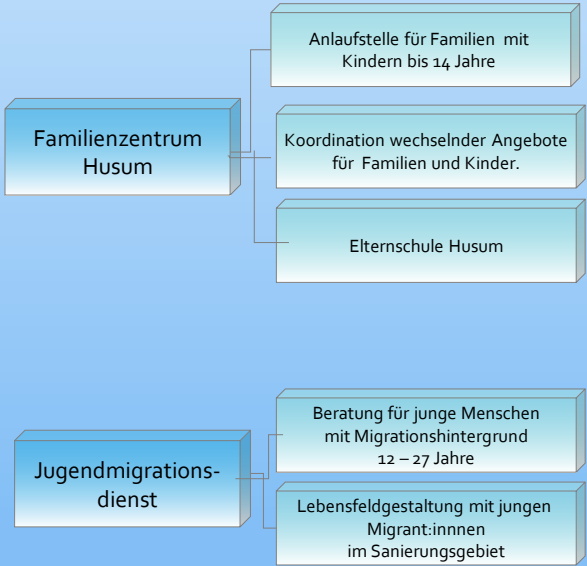 Anlaufstelle für Familien mit
Kindern bis 14 Jahre
Familienzentrum
Husum
Koordination wechselnder Angebote
für Familien und Kinder.
Elternschule Husum
Beratung für junge Menschen
mit Migrationshintergrund
12 – 27 Jahre
Jugendmigrations-
dienst
Lebensfeldgestaltung mit jungen
Migrant:innnen
im Sanierungsgebiet